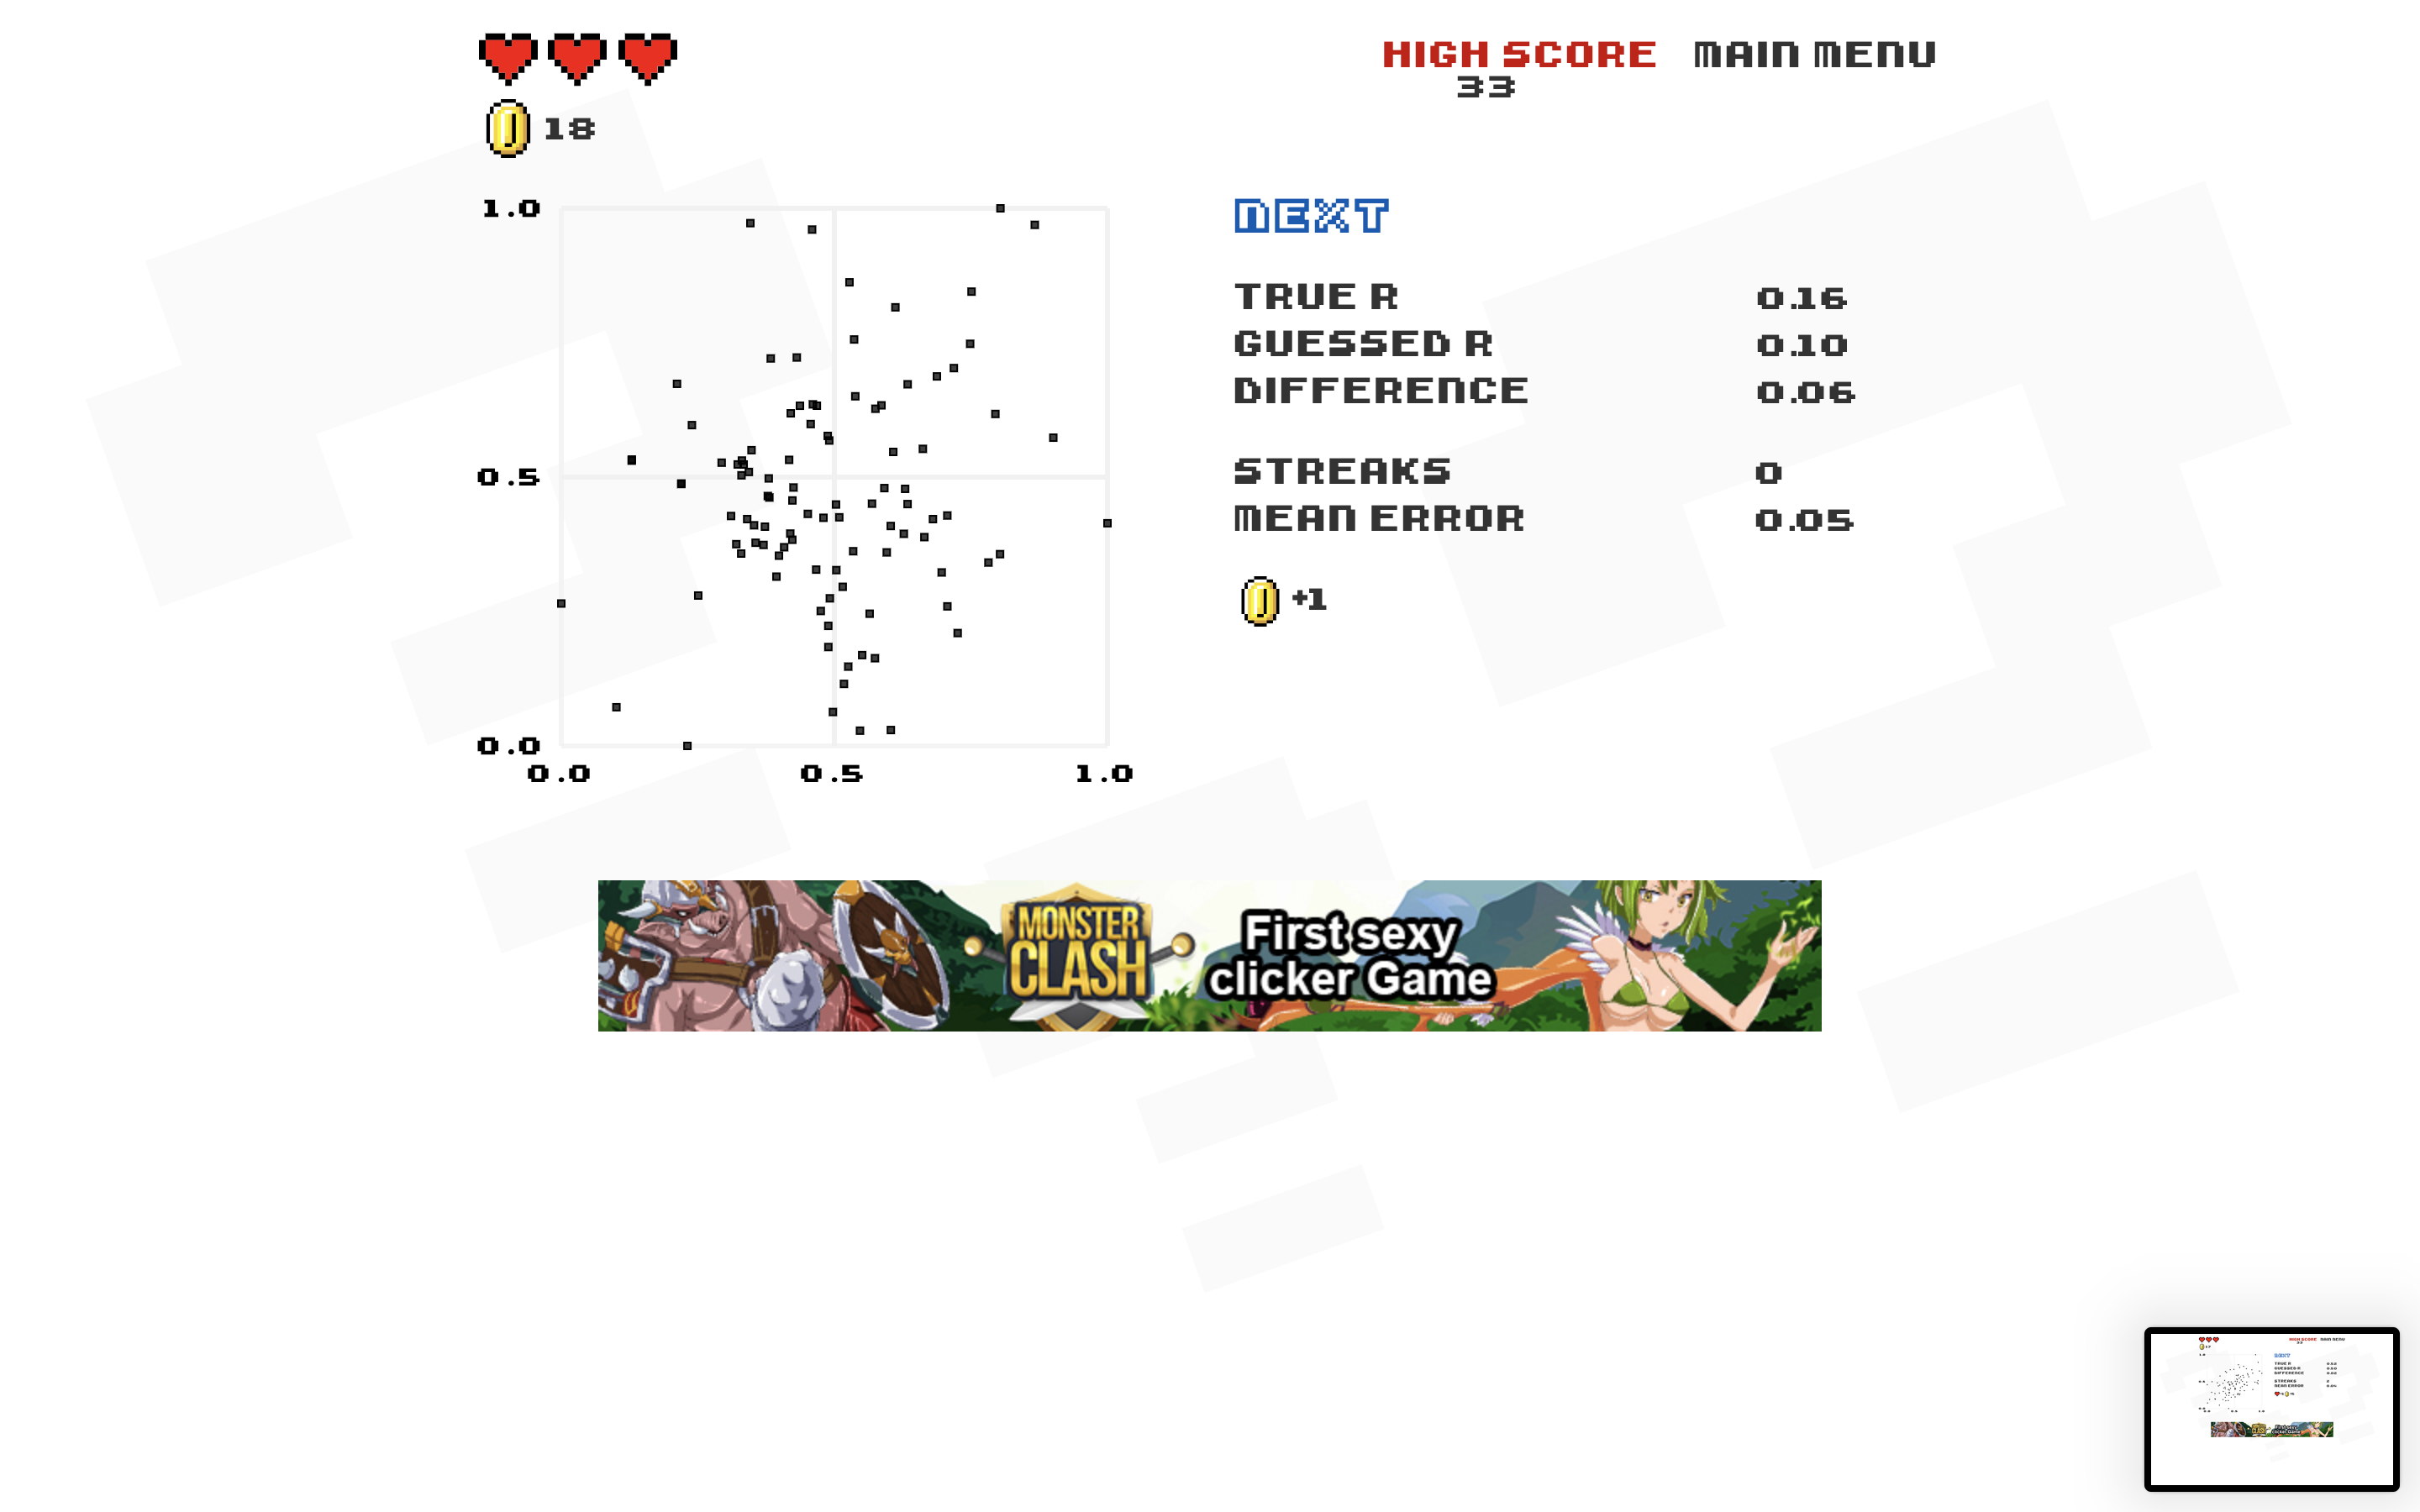 HIGH SCORE MAIN MENU
33
18
NEXT
TRUE R 0.16
GUESSED R 0.10
DIFFERENCE 0.06
STREAKS 0
MEAN ERROR 0.05
+1
1.0
0.5
0.0
0.0 0.5 1.0
MONSTER
CLASH
First sexy
clicker Game